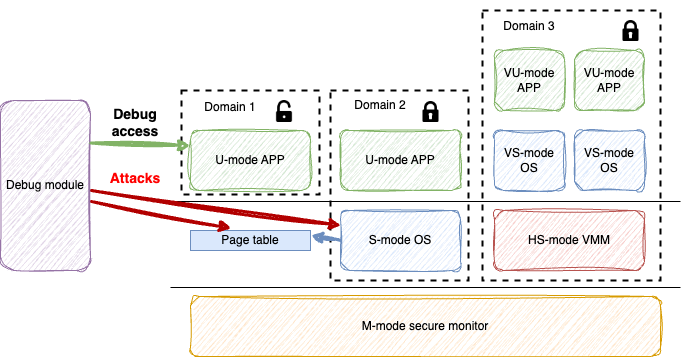 Domain 3
VU-mode
APP
VU-mode
APP
Domain 1
Domain 2
Debug
access
U-mode APP
U-mode APP
VS-mode
OS
VS-mode
OS
Attacks
Debug module
Page table
S-mode OS
HS-mode VMM
M-mode secure monitor